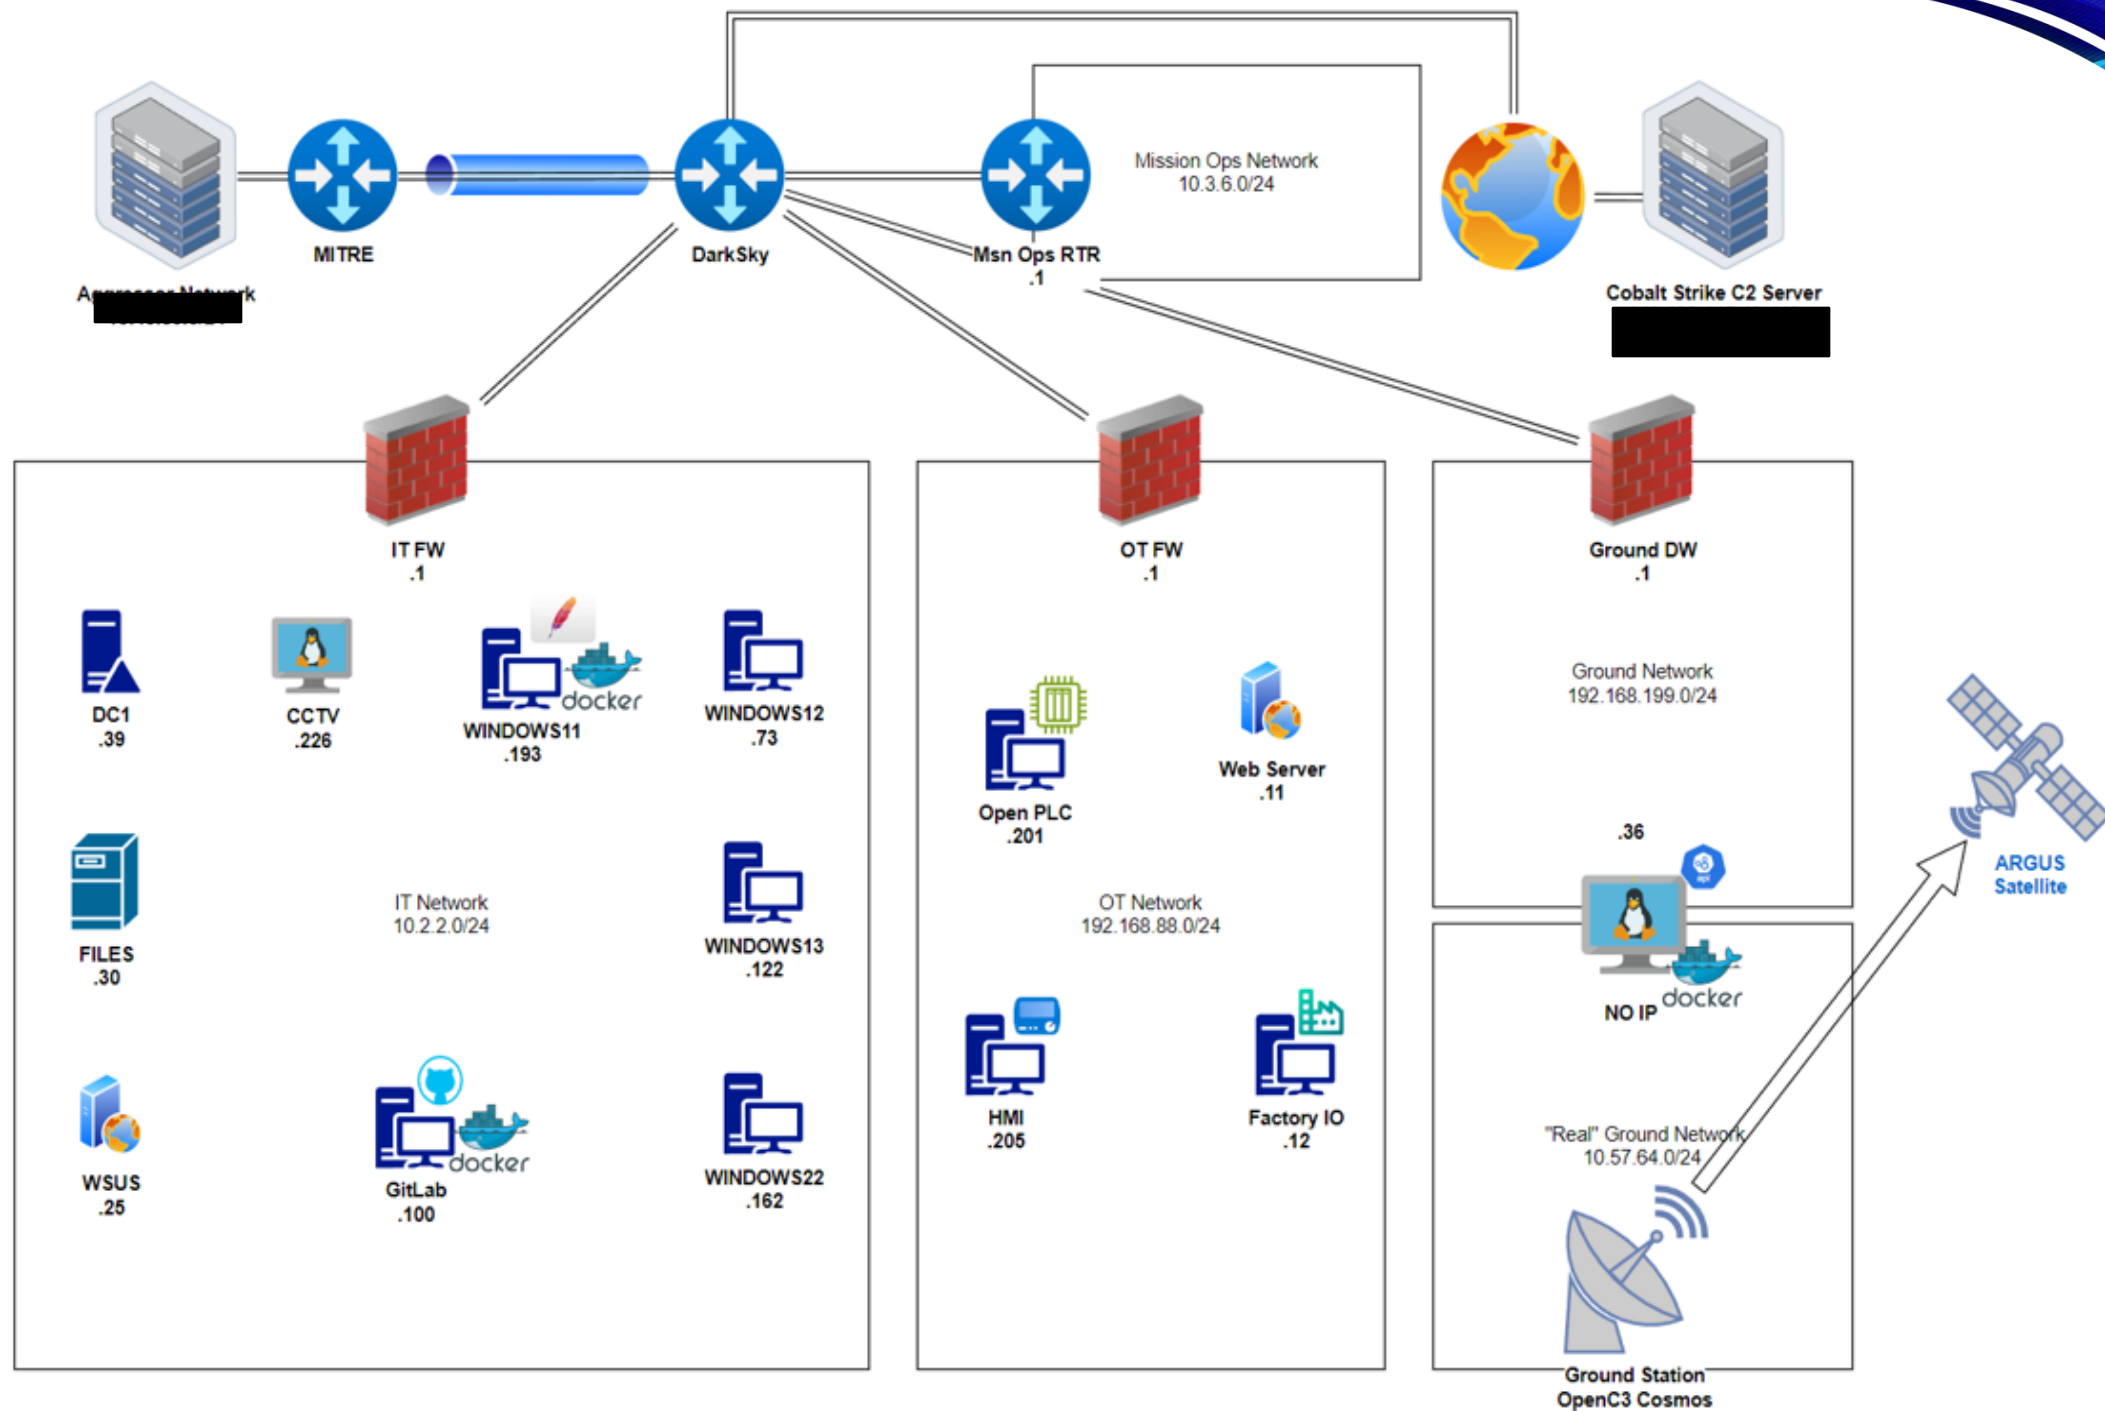 Mission Ops Network
10.3.6.0/24
MITRE
DarkSky
Msn Ops RTR
.1
Network
Cobalt Strike C2 Server
IT FW
.1
OT FW
.1
Ground DW
.1
DC1
.39
CCTV
.226
docker
WINDOWS11
.193
WINDOWS12
.73
Open PLC
.201
Web Server
.11
Ground Network
192.168.199.0/24
.36
api
ARGUS
Satellite
FILES
.30
IT Network
10.2.2.0/24
WINDOWS13
.122
OT Network
192.168.88.0/24
docker
NO IP
WSUS
.25
docker
GitLab
.100
WINDOWS22
.162
HMI
.205
Factory IO
.12
"Real" Ground Network
10.57.64.0/24
Ground Station
OpenC3 Cosmos